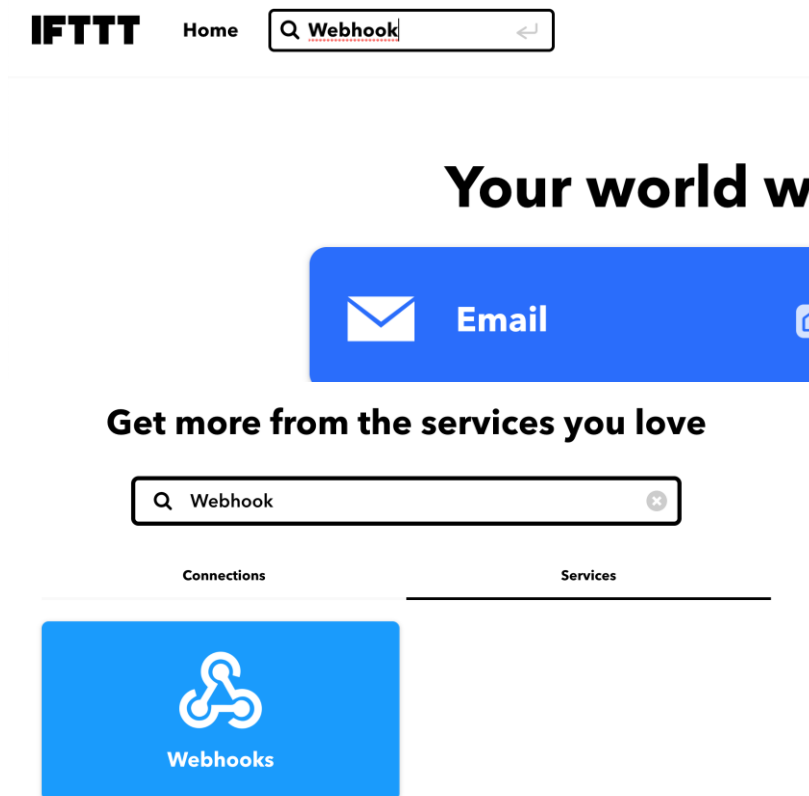 IFTTT Home Webhook
Your world w
Email
Get more from the services you love
Webhook
Connections Services
Webhooks